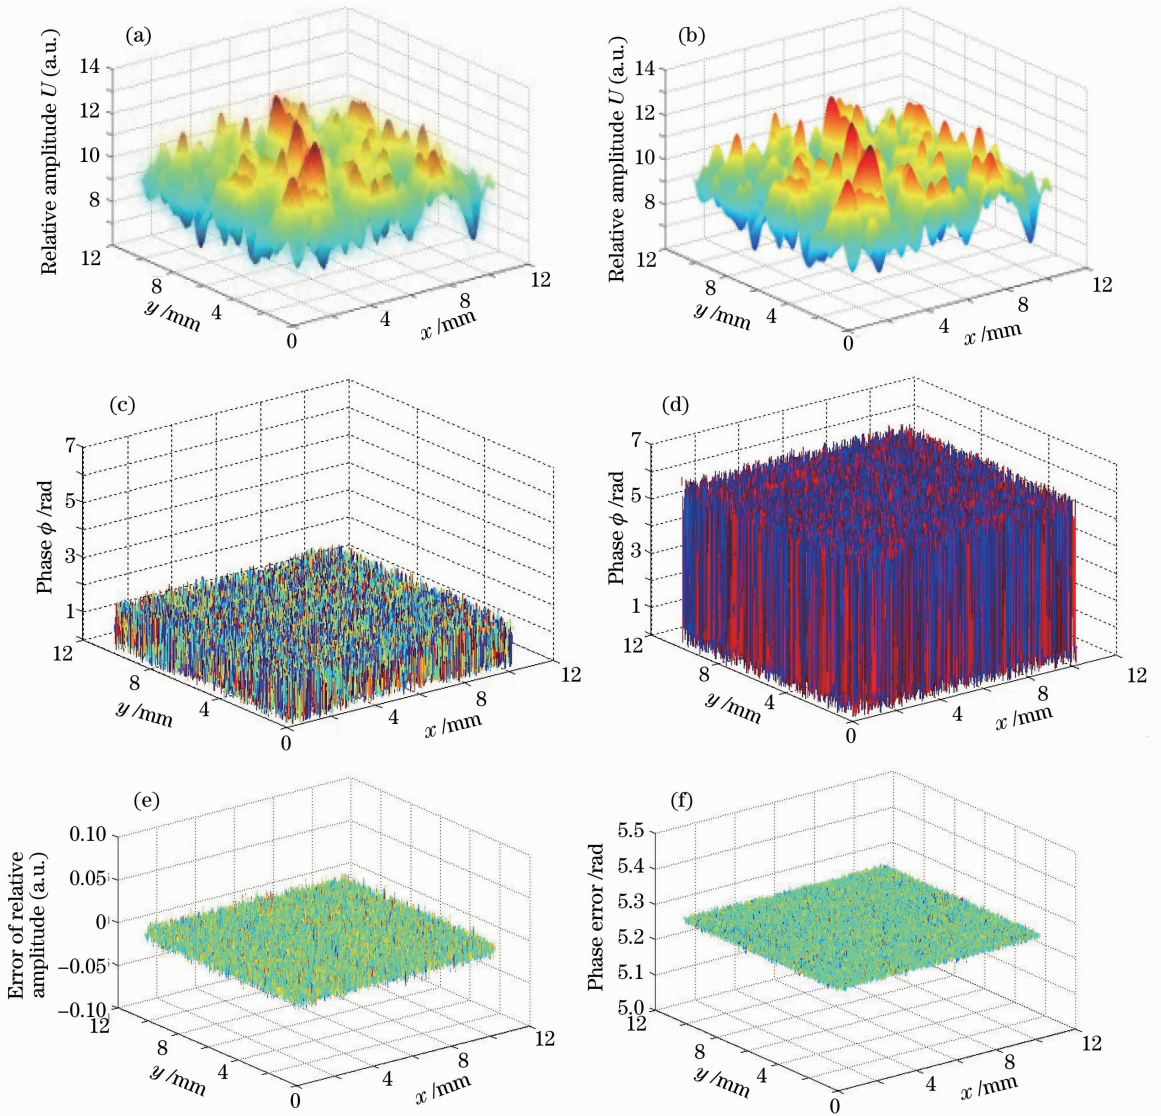 (a)
Relative amplitude U (a.u.)
14
12
10
8
12
8
4
0
4
8
12
y /mm
x /mm
(b)
Relative amplitude U (a.u.)
14
12
10
8
12
8
4
0
4
8
12
y /mm
x /mm
(c)
Phase ϕ /rad
7
5
3
1
12
8
4
0
4
8
12
y /mm
x /mm
(d)
Phase ϕ /rad
7
5
3
1
12
8
4
0
4
8
12
y /mm
x /mm
(e)
Error of relative
amplitude (a.u.)
0.10
0.05
0
−0.05
−0.10
12
8
4
0
4
8
12
y /mm
x /mm
(f)
Phase error /rad
5.5
5.4
5.3
5.2
5.1
5.0
12
8
4
0
4
8
12
y /mm
x /mm